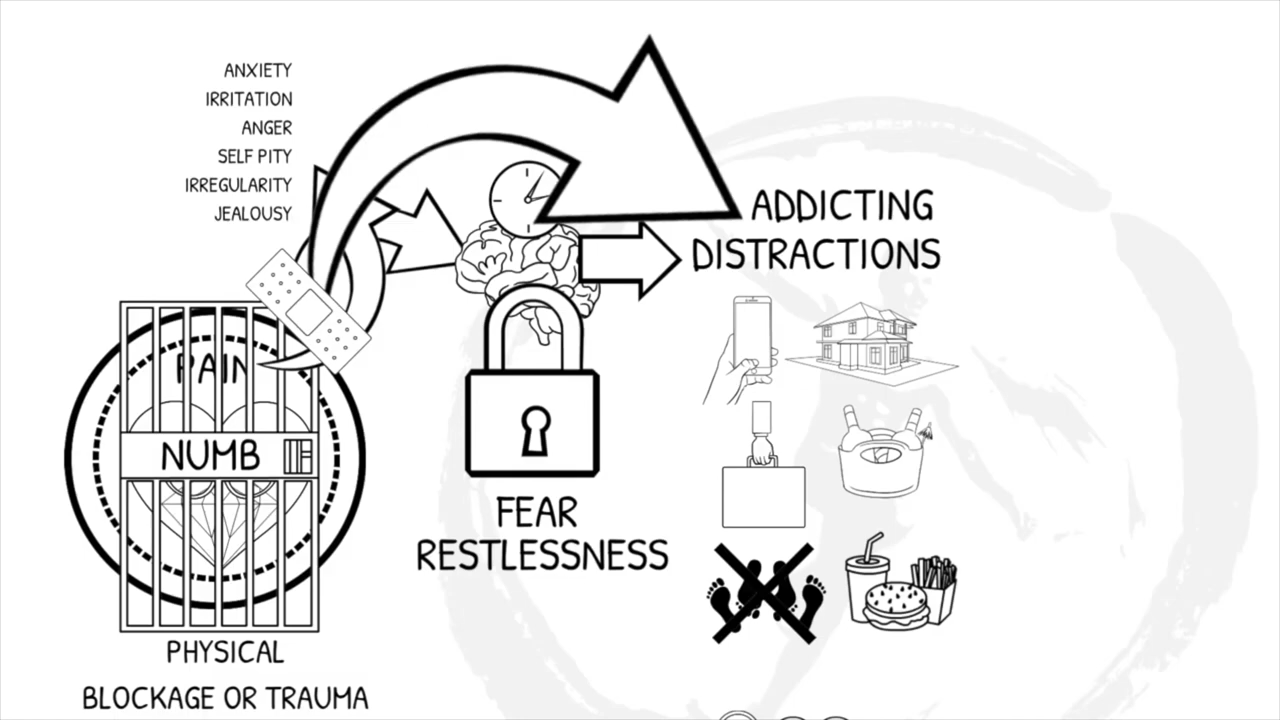 ANXIETY
IRRITATION
ANGER
SELF PITY
IRREGULARITY
JEALOUSY
ADDICTING
DISTRACTIONS
PAIN
NUMB
FEAR
RESTLESSNESS
PHYSICAL
BLOCKAGE OR TRAUMA